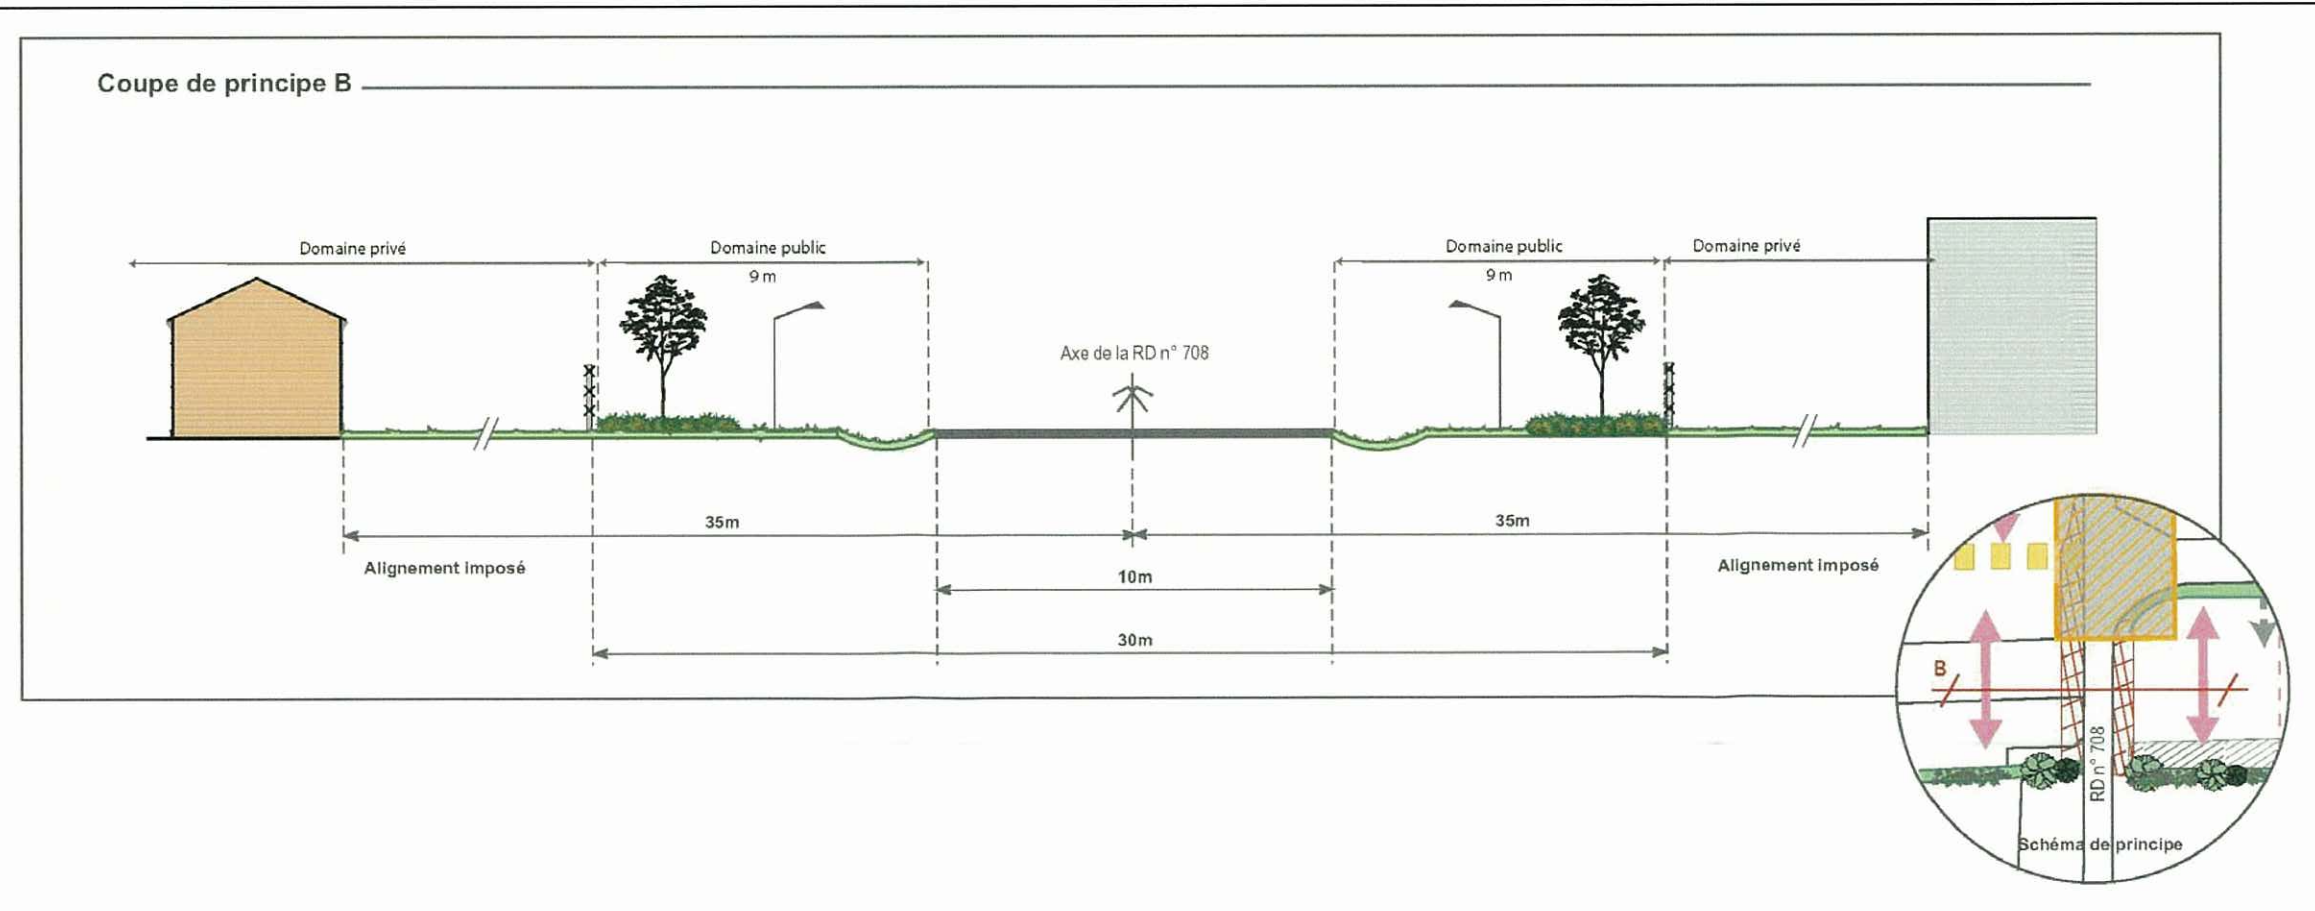 Coupe de principe B
Domaine privé
Domaine public
9 m
Domaine public
9 m
Domaine privé
Axe de la RD n° 708
35m
35m
Alignement imposé
Alignement imposé
10m
30m
B
RD n° 708
Schéma de principe